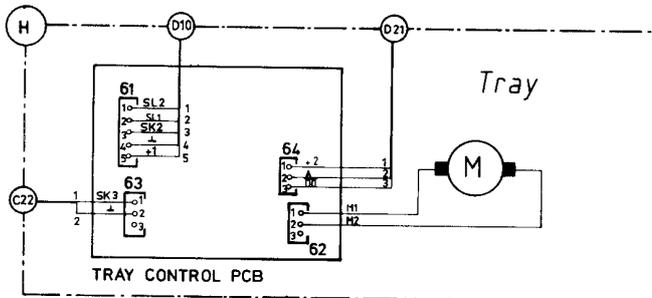 H
D10
D21
Tray
61
1 SL2 1
2 SL1 2
3 SK2 3
4 4
5 +1 5
64
1 +2 1
2 2
3 3
M
C22
63
1 SK3 1
2 2
3
1 M1
2 M2
3
62
TRAY CONTROL PCB